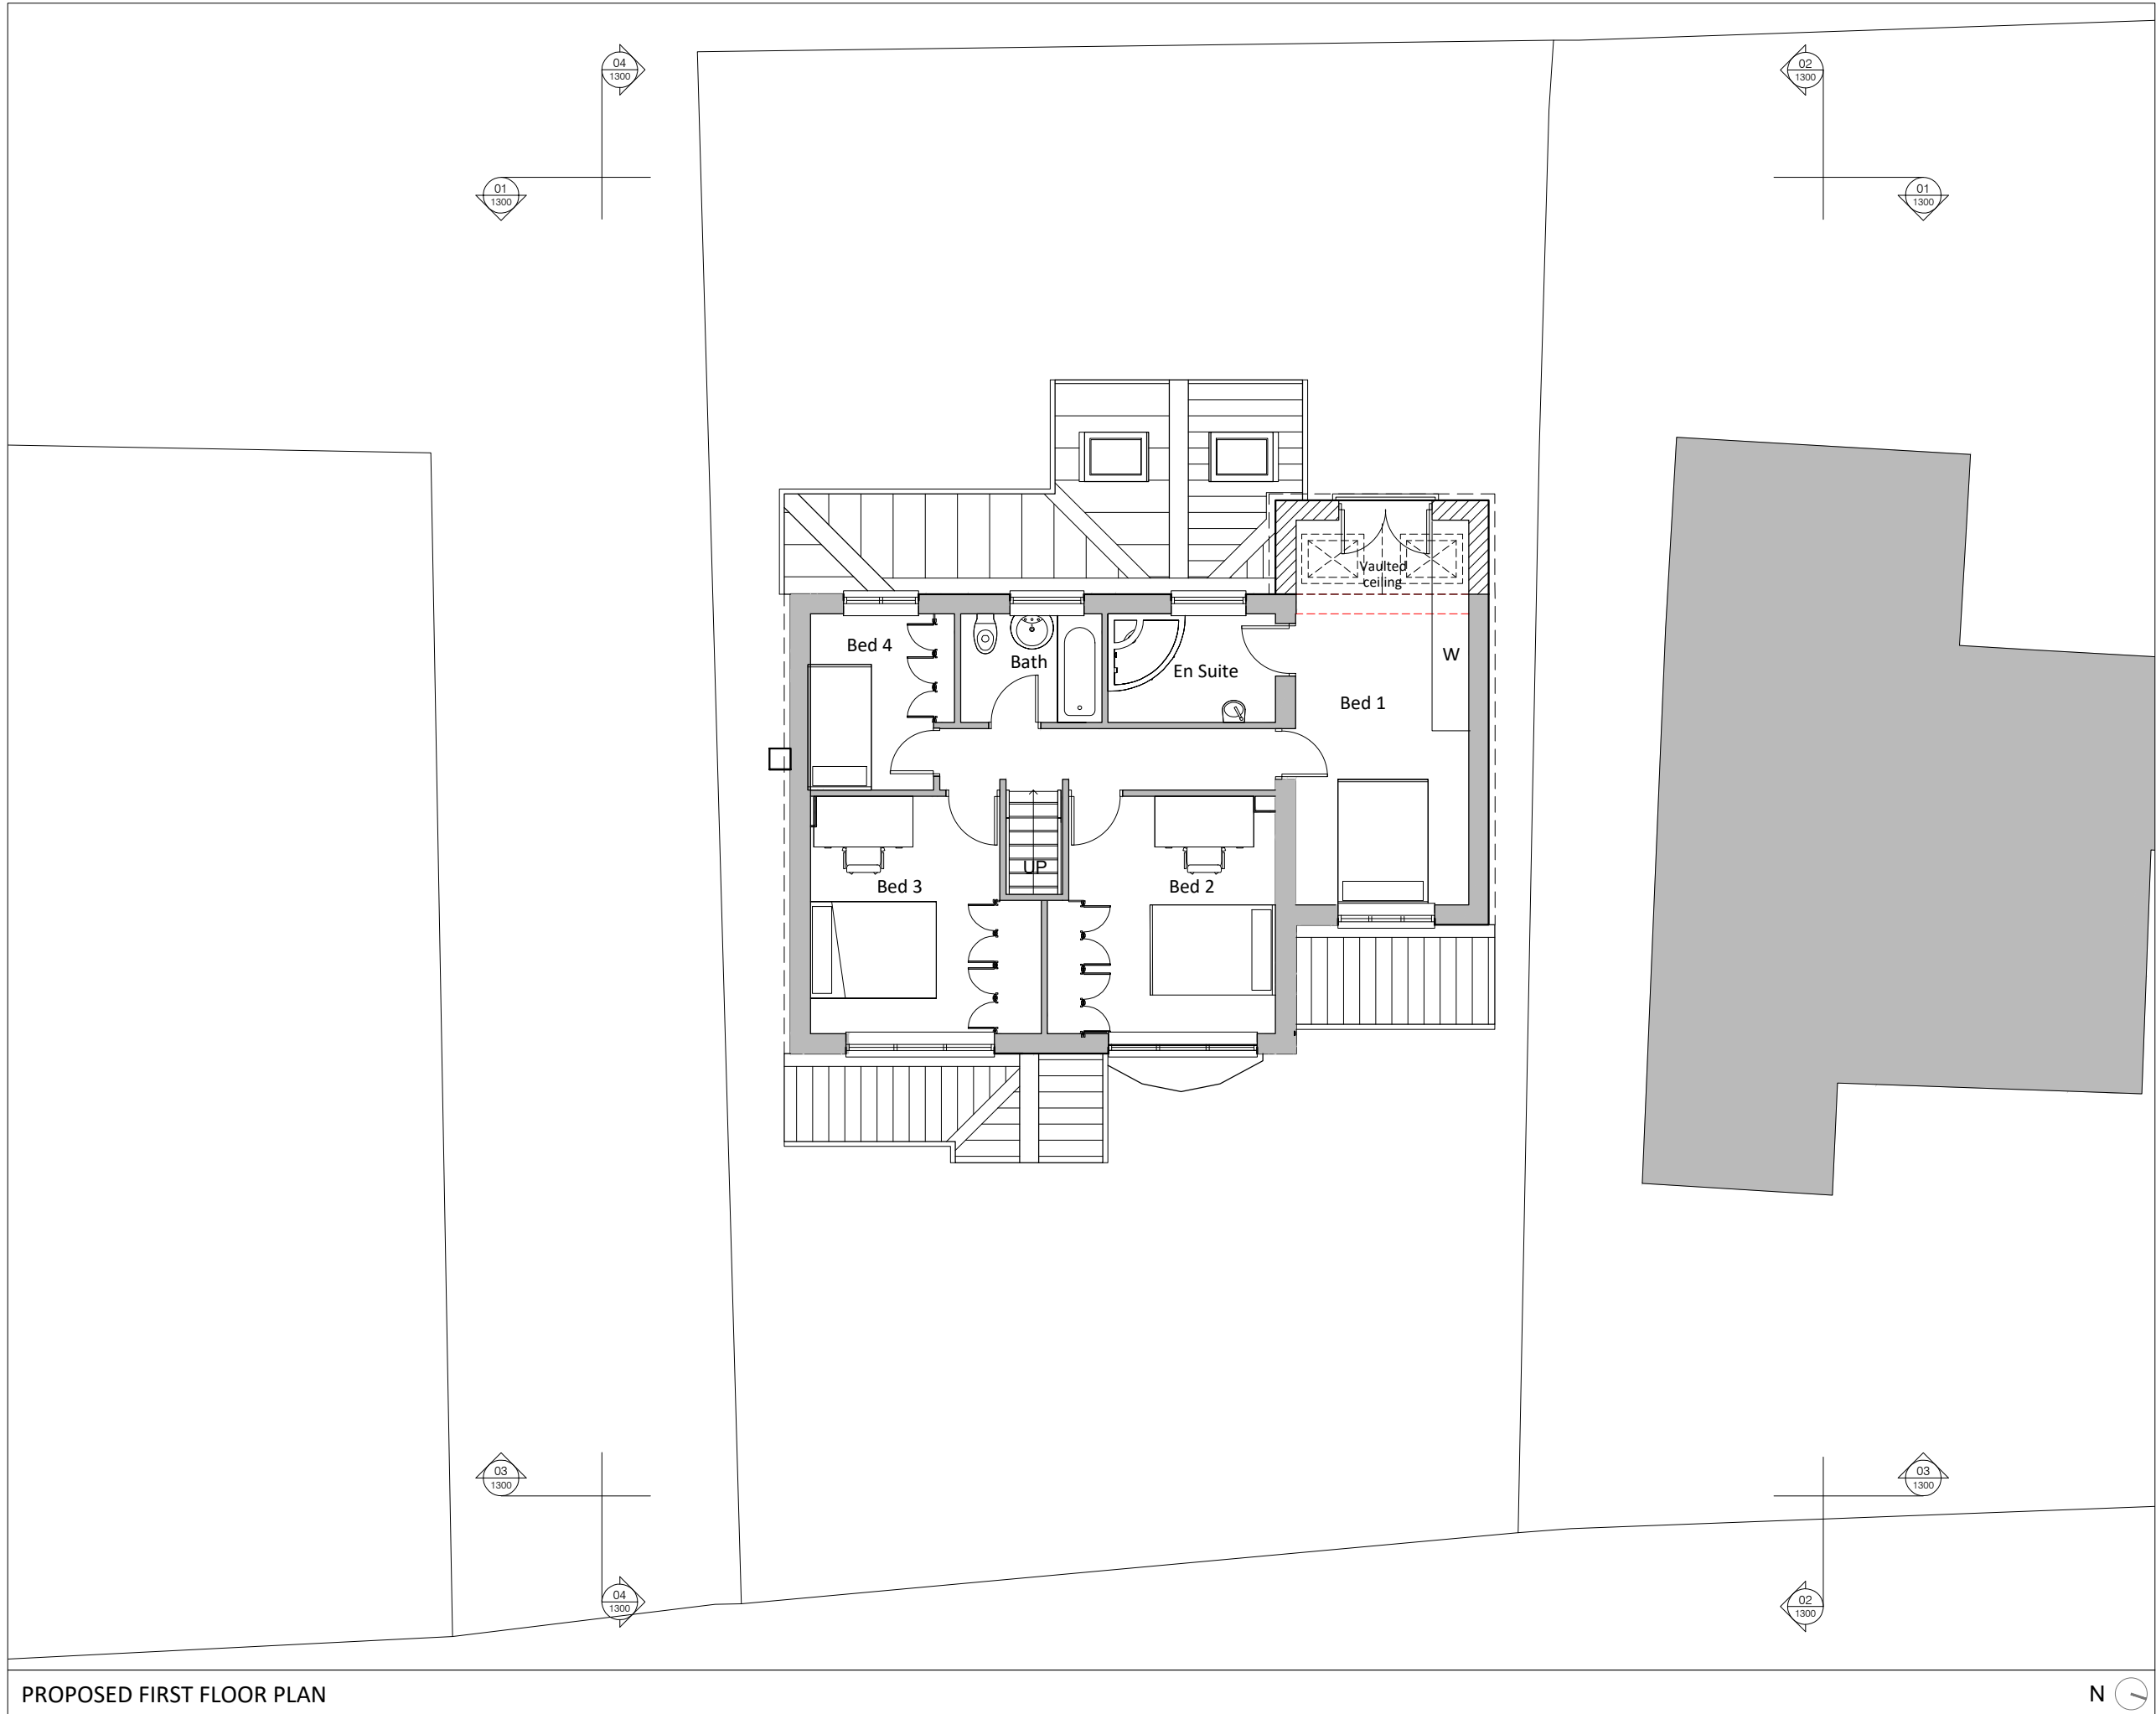 04
1300
02
1300
01
1300
01
1300
Vaulted
ceiling
Bed 4
Bath
En Suite
W
Bed 1
UP
Bed 3
Bed 2
03
1300
03
1300
04
1300
02
1300
PROPOSED FIRST FLOOR PLAN
N